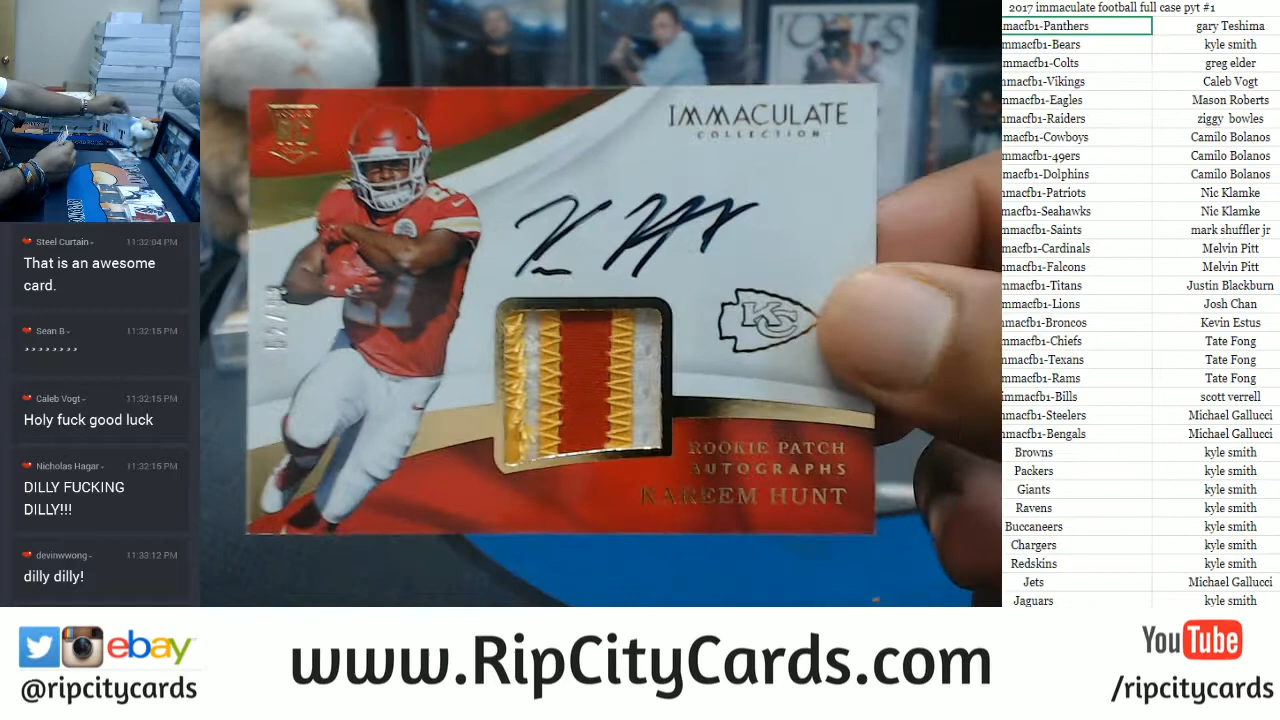 2017 immaculate football full case pyt #1
mmacfb1-Panthers gary Teshima
mmacfb1-Bears kyle smith
mmacfb1-Colts greg elder
mmacfb1-Vikings Caleb Vogt
mmacfb1-Eagles Mason Roberts
mmacfb1-Raiders ziggy bowles
mmacfb1-Cowboys Camilo Bolanos
mmacfb1-49ers Camilo Bolanos
mmacfb1-Dolphins Camilo Bolanos
mmacfb1-Patriots Nic Klamke
mmacfb1-Seahawks Nic Klamke
mmacfb1-Saints mark shuffler jr
macfb1-Cardinals Melvin Pitt
mmacfb1-Falcons Melvin Pitt
mmacfb1-Titans Justin Blackburn
mmacfb1-Lions Josh Chan
mmacfb1-Broncos Kevin Estus
mmacfb1-Chiefs Tate Fong
mmacfb1-Texans Tate Fong
mmacfb1-Rams Tate Fong
immacfb1-Bills scott verrell
mmacfb1-Steelers Michael Gallucci
macfb1-Bengals Michael Gallucci
Browns kyle smith
Packers kyle smith
Giants kyle smith
Ravens kyle smith
Buccaneers kyle smith
Chargers kyle smith
Redskins kyle smith
Jets Michael Gallucci
Jaguars kyle smith
Steel Curtain 11:32:04 PM
That is an awesome
card.
Sean B 11:32:15 PM
,,,,,,,,
Caleb Vogt 11:32:15 PM
Holy fuck good luck
Nicholas Hagar 11:32:15 PM
DILLY FUCKING
DILLY!!!
devinwwong 11:33:12 PM
dilly dilly!
RC
IMMACULATE
COLLECTION
KC
ROOKIE PATCH
AUTOGRAPHS
KAREEM HUNT
ebay
@ripcitycards
www.RipCityCards.com
YouTube
/ripcitycards